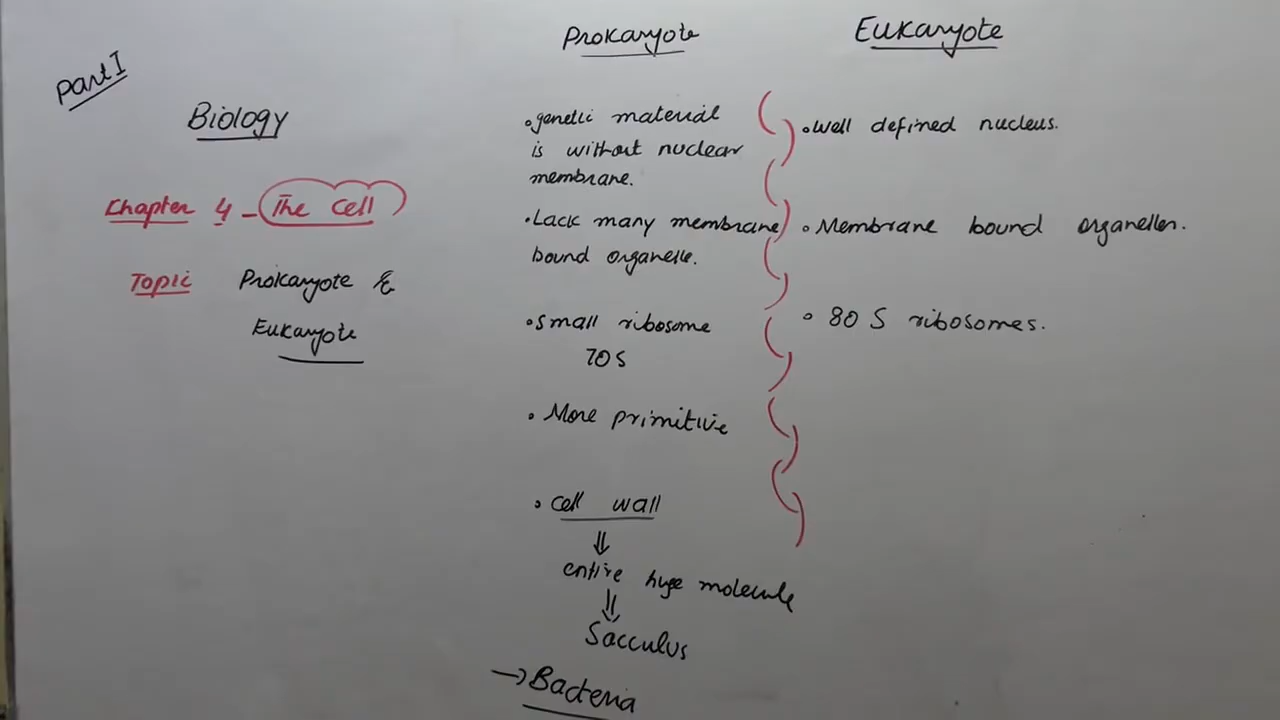 Part I
Biology
Chapter 4 - The Cell
Topic Prokaryote &
Eukaryote
Prokaryote
• genetic material
is without nuclear
membrane.
• Lack many membrane
bound organelle.
• small ribosome
70S
• More primitive
• cell wall
⇓
entire huge molecule
⇓
Sacculus
→ Bacteria
Eukaryote
• Well defined nucleus.
• Membrane bound organelles.
• 80 S ribosomes.